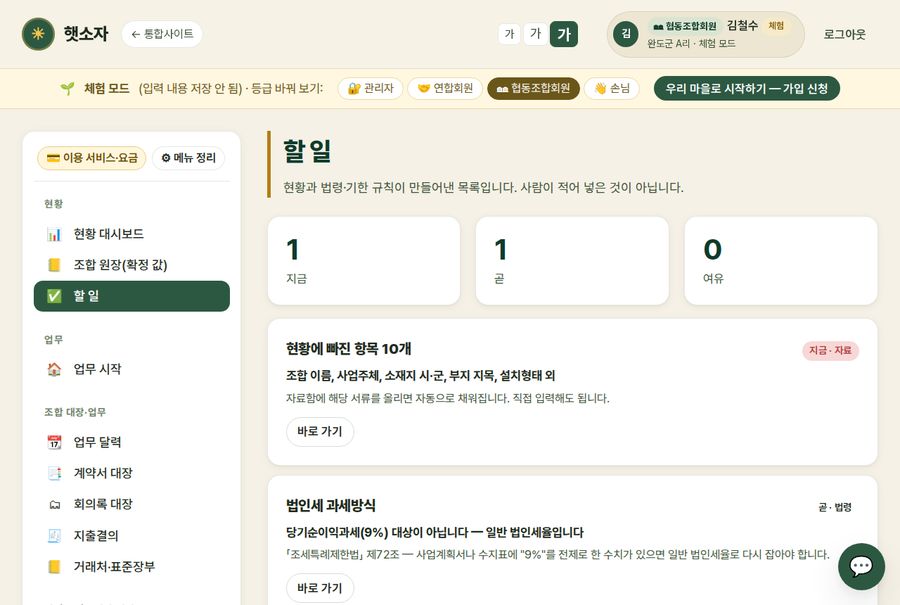 햇소자
← 통합사이트
가 가 가
김
협동조합회원 김철수 체험
완도군 A리 · 체험 모드
로그아웃
체험 모드 (입력 내용 저장 안 됨) · 등급 바꿔 보기:
관리자
연합회원
협동조합회원
손님
우리 마을로 시작하기 — 가입 신청
이용 서비스·요금
메뉴 정리
현황
현황 대시보드
조합 원장(확정 값)
할 일
업무
업무 시작
조합 대장·업무
업무 달력
계약서 대장
회의록 대장
지출결의
거래처·표준장부
할 일
현황과 법령·기한 규칙이 만들어낸 목록입니다. 사람이 적어 넣은 것이 아닙니다.
1
지금
1
곧
0
여유
현황에 빠진 항목 10개
지금 · 자료
조합 이름, 사업주체, 소재지 시·군, 부지 지목, 설치형태 외
자료함에 해당 서류를 올리면 자동으로 채워집니다. 직접 입력해도 됩니다.
바로 가기
법인세 과세방식
곧 · 법령
당기순이익과세(9%) 대상이 아닙니다 — 일반 법인세율입니다
「조세특례제한법」 제72조 — 사업계획서나 수지표에 "9%"를 전제로 한 수치가 있으면 일반 법인세율로 다시 잡아야 합니다.
바로 가기